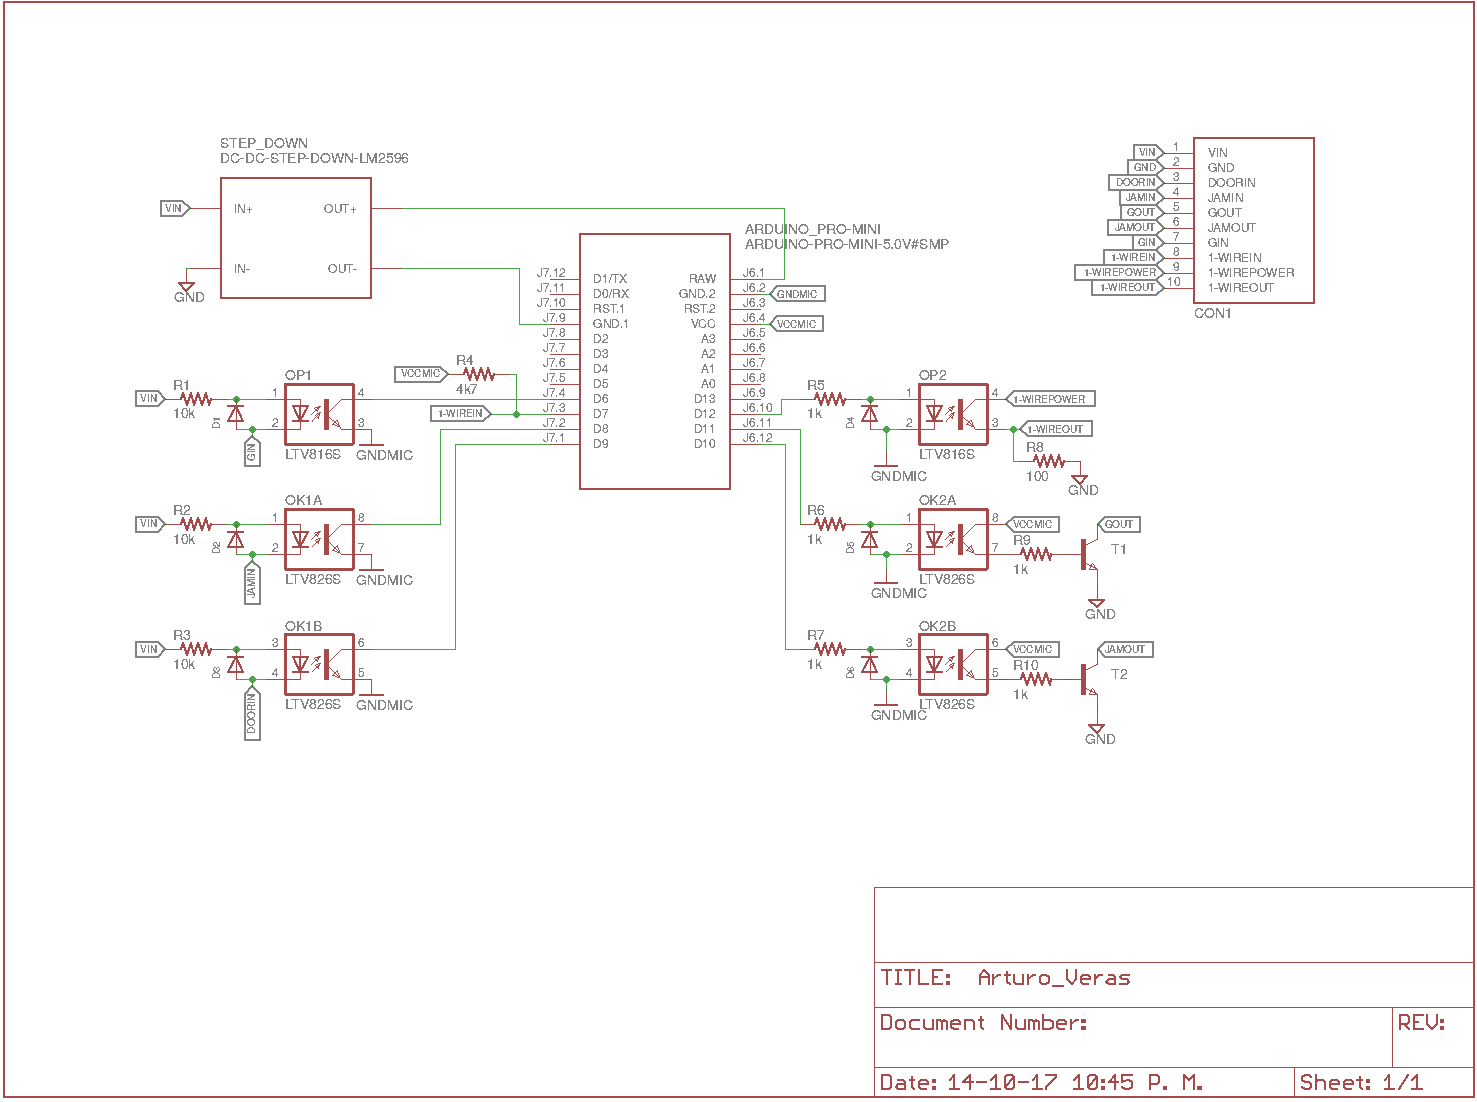 STEP_DOWN
DC-DC-STEP-DOWN-LM2596
VIN
IN+
OUT+
IN-
OUT-
GND
ARDUINO_PRO-MINI
ARDUINO-PRO-MINI-5.0V#SMP
J7.12 D1/TX RAW J6.1
J7.11 D0/RX GND.2 J6.2 GNDMIC
J7.10 RST.1 RST.2 J6.3
J7.9 GND.1 VCC J6.4 VCCMIC
J7.8 D2 A3 J6.5
J7.7 D3 A2 J6.6
J7.6 D4 A1 J6.7
J7.5 D5 A0 J6.8
J7.4 D6 D13 J6.9
J7.3 D7 D12 J6.10
J7.2 D8 D11 J6.11
J7.1 D9 D10 J6.12
VIN 1 VIN
GND 2 GND
DOORIN 3 DOORIN
JAMIN 4 JAMIN
GOUT 5 GOUT
JAMOUT 6 JAMOUT
GIN 7 GIN
1-WIREIN 8 1-WIREIN
1-WIREPOWER 9 1-WIREPOWER
1-WIREOUT 10 1-WIREOUT
CON1
VCCMIC
R4
4k7
1-WIREIN
VIN
R1
10k
D1
GIN
OP1
1
2
4
3
LTV816S
GNDMIC
VIN
R2
10k
D2
JAMIN
OK1A
1
2
8
7
LTV826S
GNDMIC
VIN
R3
10k
D3
DOORIN
OK1B
3
4
6
5
LTV826S
GNDMIC
R5
1k
D4
GNDMIC
OP2
1
2
4
3
LTV816S
1-WIREPOWER
1-WIREOUT
R8
100
GND
R6
1k
D5
GNDMIC
OK2A
1
2
8
7
LTV826S
VCCMIC
R9
1k
GOUT
T1
GND
R7
1k
D6
GNDMIC
OK2B
3
4
6
5
LTV826S
VCCMIC
R10
1k
JAMOUT
T2
GND
TITLE: Arturo_Veras
Document Number:
REV:
Date: 14-10-17 10:45 P. M.
Sheet: 1/1